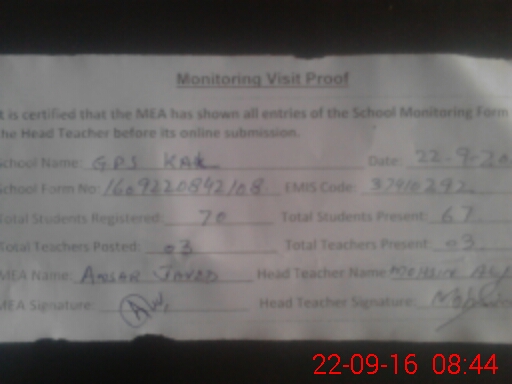 Monitoring Visit Proof
t is certified that the MEA has shown all entries of the School Monitoring Form
the Head Teacher before its online submission.
School Name: GPS KAK Date: 22-9-20
School Form No: 1609220842108 EMIS Code: 37410292
Total Students Registered: 70 Total Students Present: 67
Total Teachers Posted: 03 Total Teachers Present 03
MEA Name: ANSAR JAVED Head Teacher Name MOHSIN
MEA Signature: Head Teacher Signature:
22-09-16 08:44